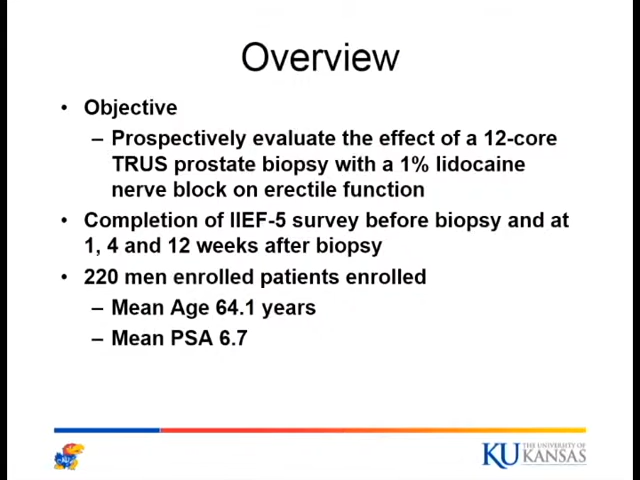 Overview
• Objective
– Prospectively evaluate the effect of a 12-core
TRUS prostate biopsy with a 1% lidocaine
nerve block on erectile function
• Completion of IIEF-5 survey before biopsy and at
1, 4 and 12 weeks after biopsy
• 220 men enrolled patients enrolled
– Mean Age 64.1 years
– Mean PSA 6.7
KU THE UNIVERSITY OF
KANSAS